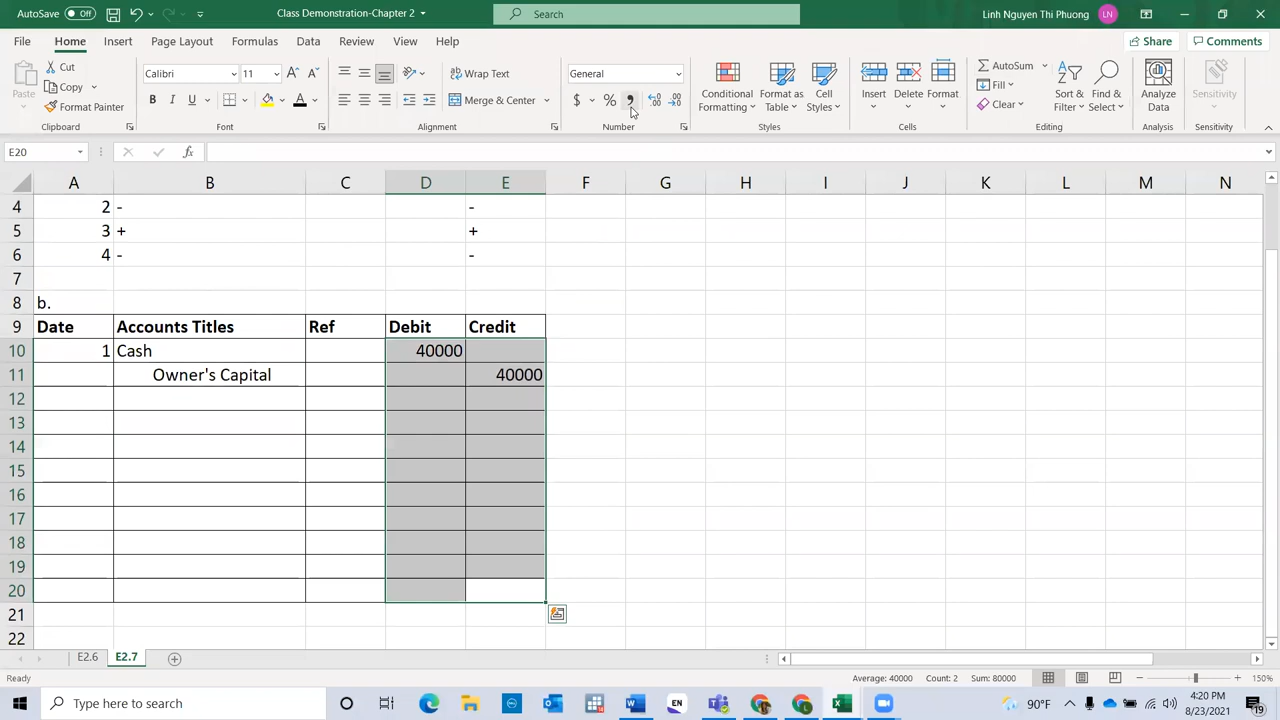 AutoSave Off Class Demonstration-Chapter 2 Search Linh Nguyen Thi Phuong LN
File Home Insert Page Layout Formulas Data Review View Help Share Comments
Paste Cut Copy Format Painter Clipboard
Calibri 11 A A B I U A Font
Wrap Text Merge & Center Alignment
General $ % , Number
Conditional Formatting Format as Table Cell Styles Styles
Insert Delete Format Cells
AutoSum Fill Clear Sort & Filter Find & Select Editing
Analyze Data Analysis
Sensitivity Sensitivity
E20 fx
A B C D E F G H I J K L M N
4 2 - -
5 3 + +
6 4 - -
7
8 b.
9 Date Accounts Titles Ref Debit Credit
10 1 Cash 40000
11 Owner's Capital 40000
12
13
14
15
16
17
18
19
20
21
22
E2.6 E2.7
Ready Average: 40000 Count: 2 Sum: 80000 150%
Type here to search EN 90°F 4:20 PM
8/23/2021 19